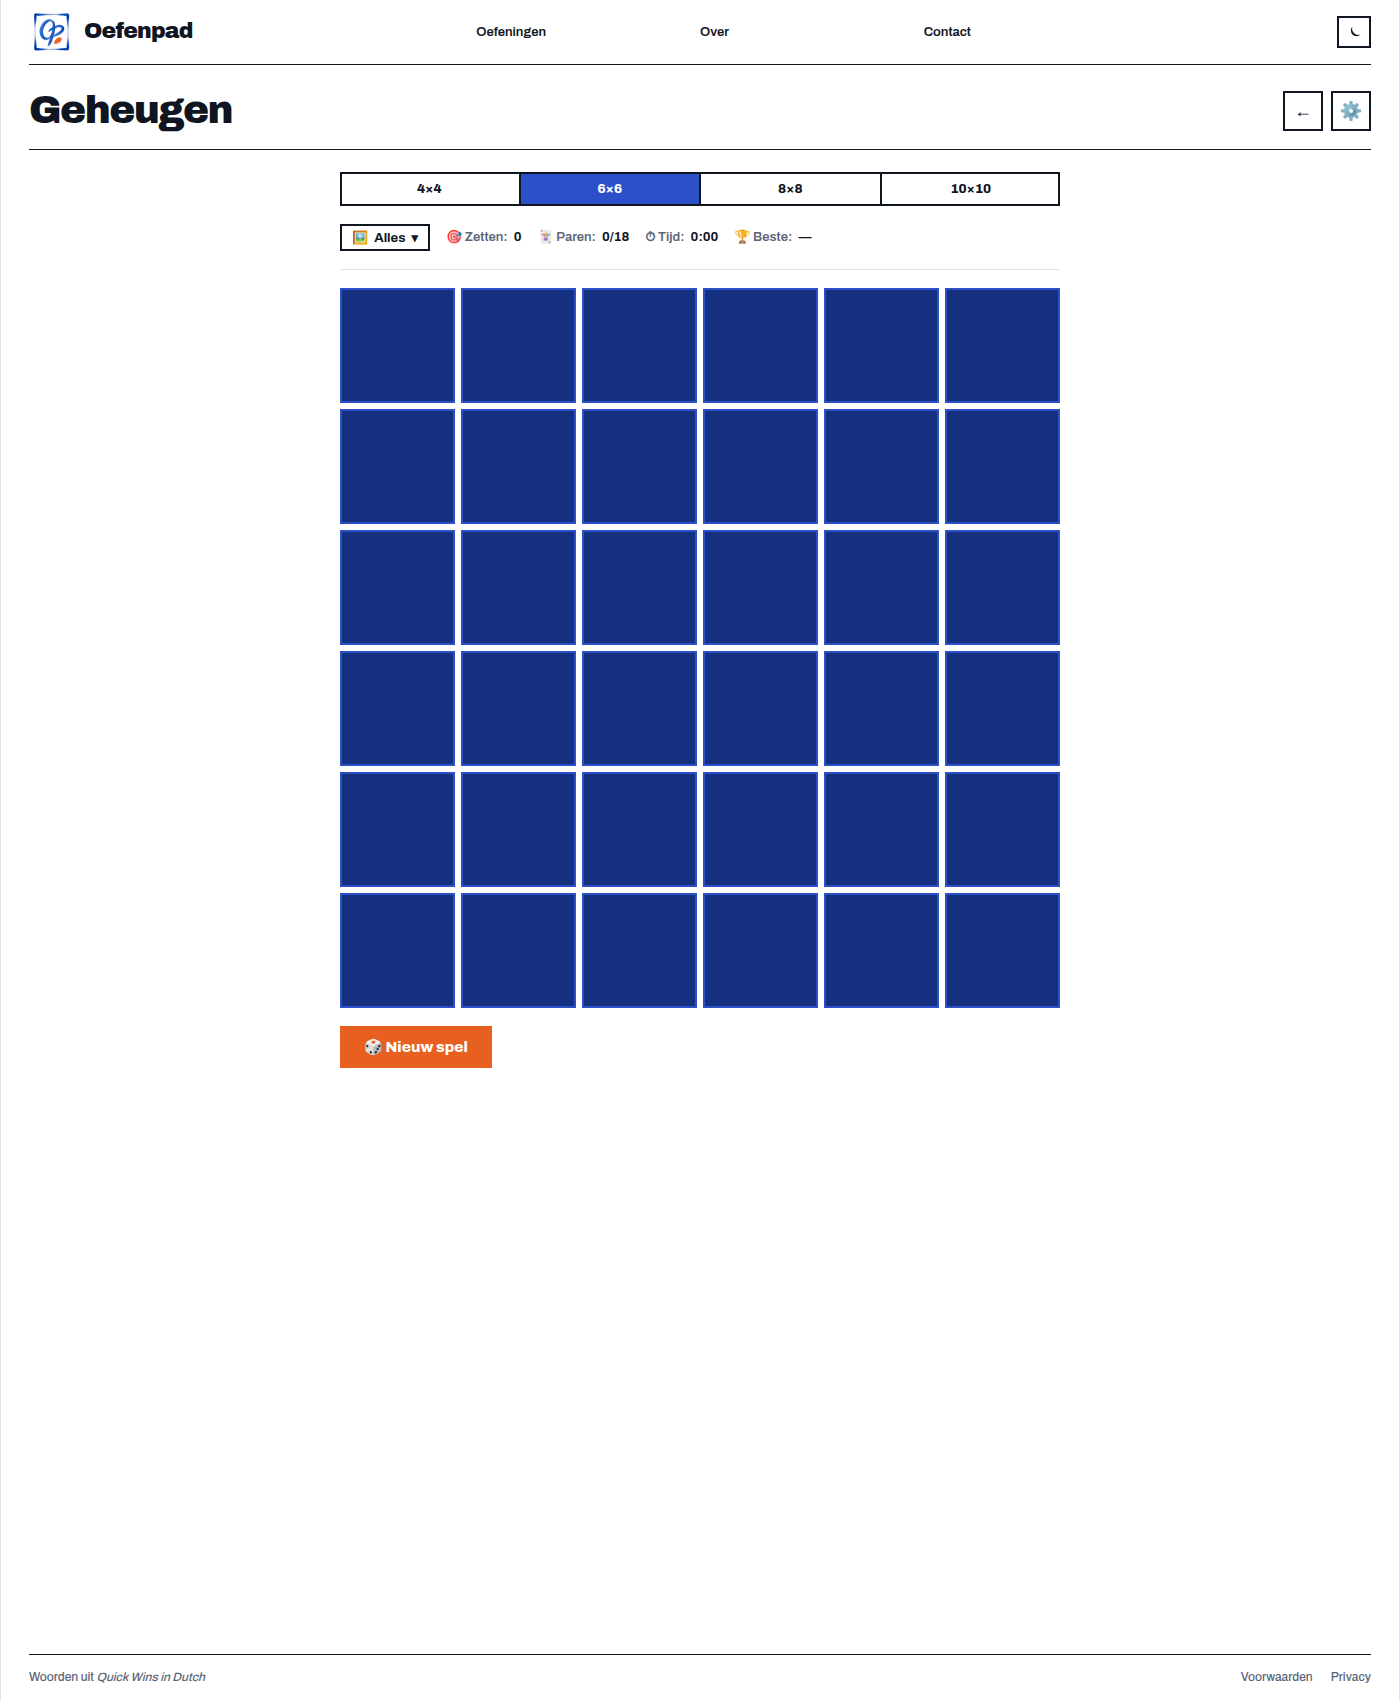 Oefenpad
Oefeningen
Over
Contact
Geheugen
←
4×4
6×6
8×8
10×10
Alles ▼
Zetten: 0
Paren: 0/18
Tijd: 0:00
Beste: —
Nieuw spel
Woorden uit Quick Wins in Dutch
Voorwaarden
Privacy